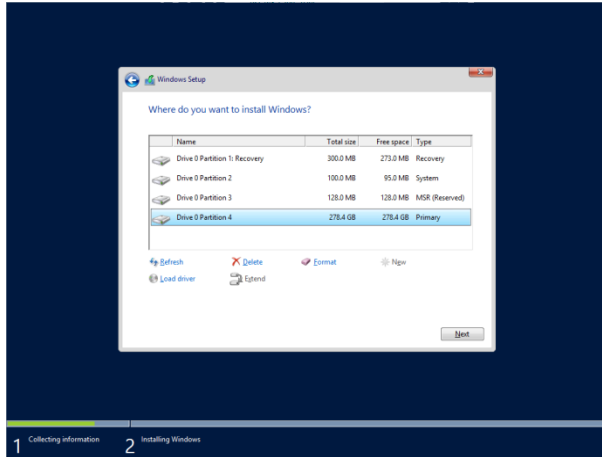 Windows Setup
Where do you want to install Windows?
Name Total size Free space Type
Drive 0 Partition 1: Recovery 300.0 MB 273.0 MB Recovery
Drive 0 Partition 2 100.0 MB 95.0 MB System
Drive 0 Partition 3 128.0 MB 128.0 MB MSR (Reserved)
Drive 0 Partition 4 278.4 GB 278.4 GB Primary
Refresh Delete Format New
Load driver Extend
Next
1 Collecting information 2 Installing Windows